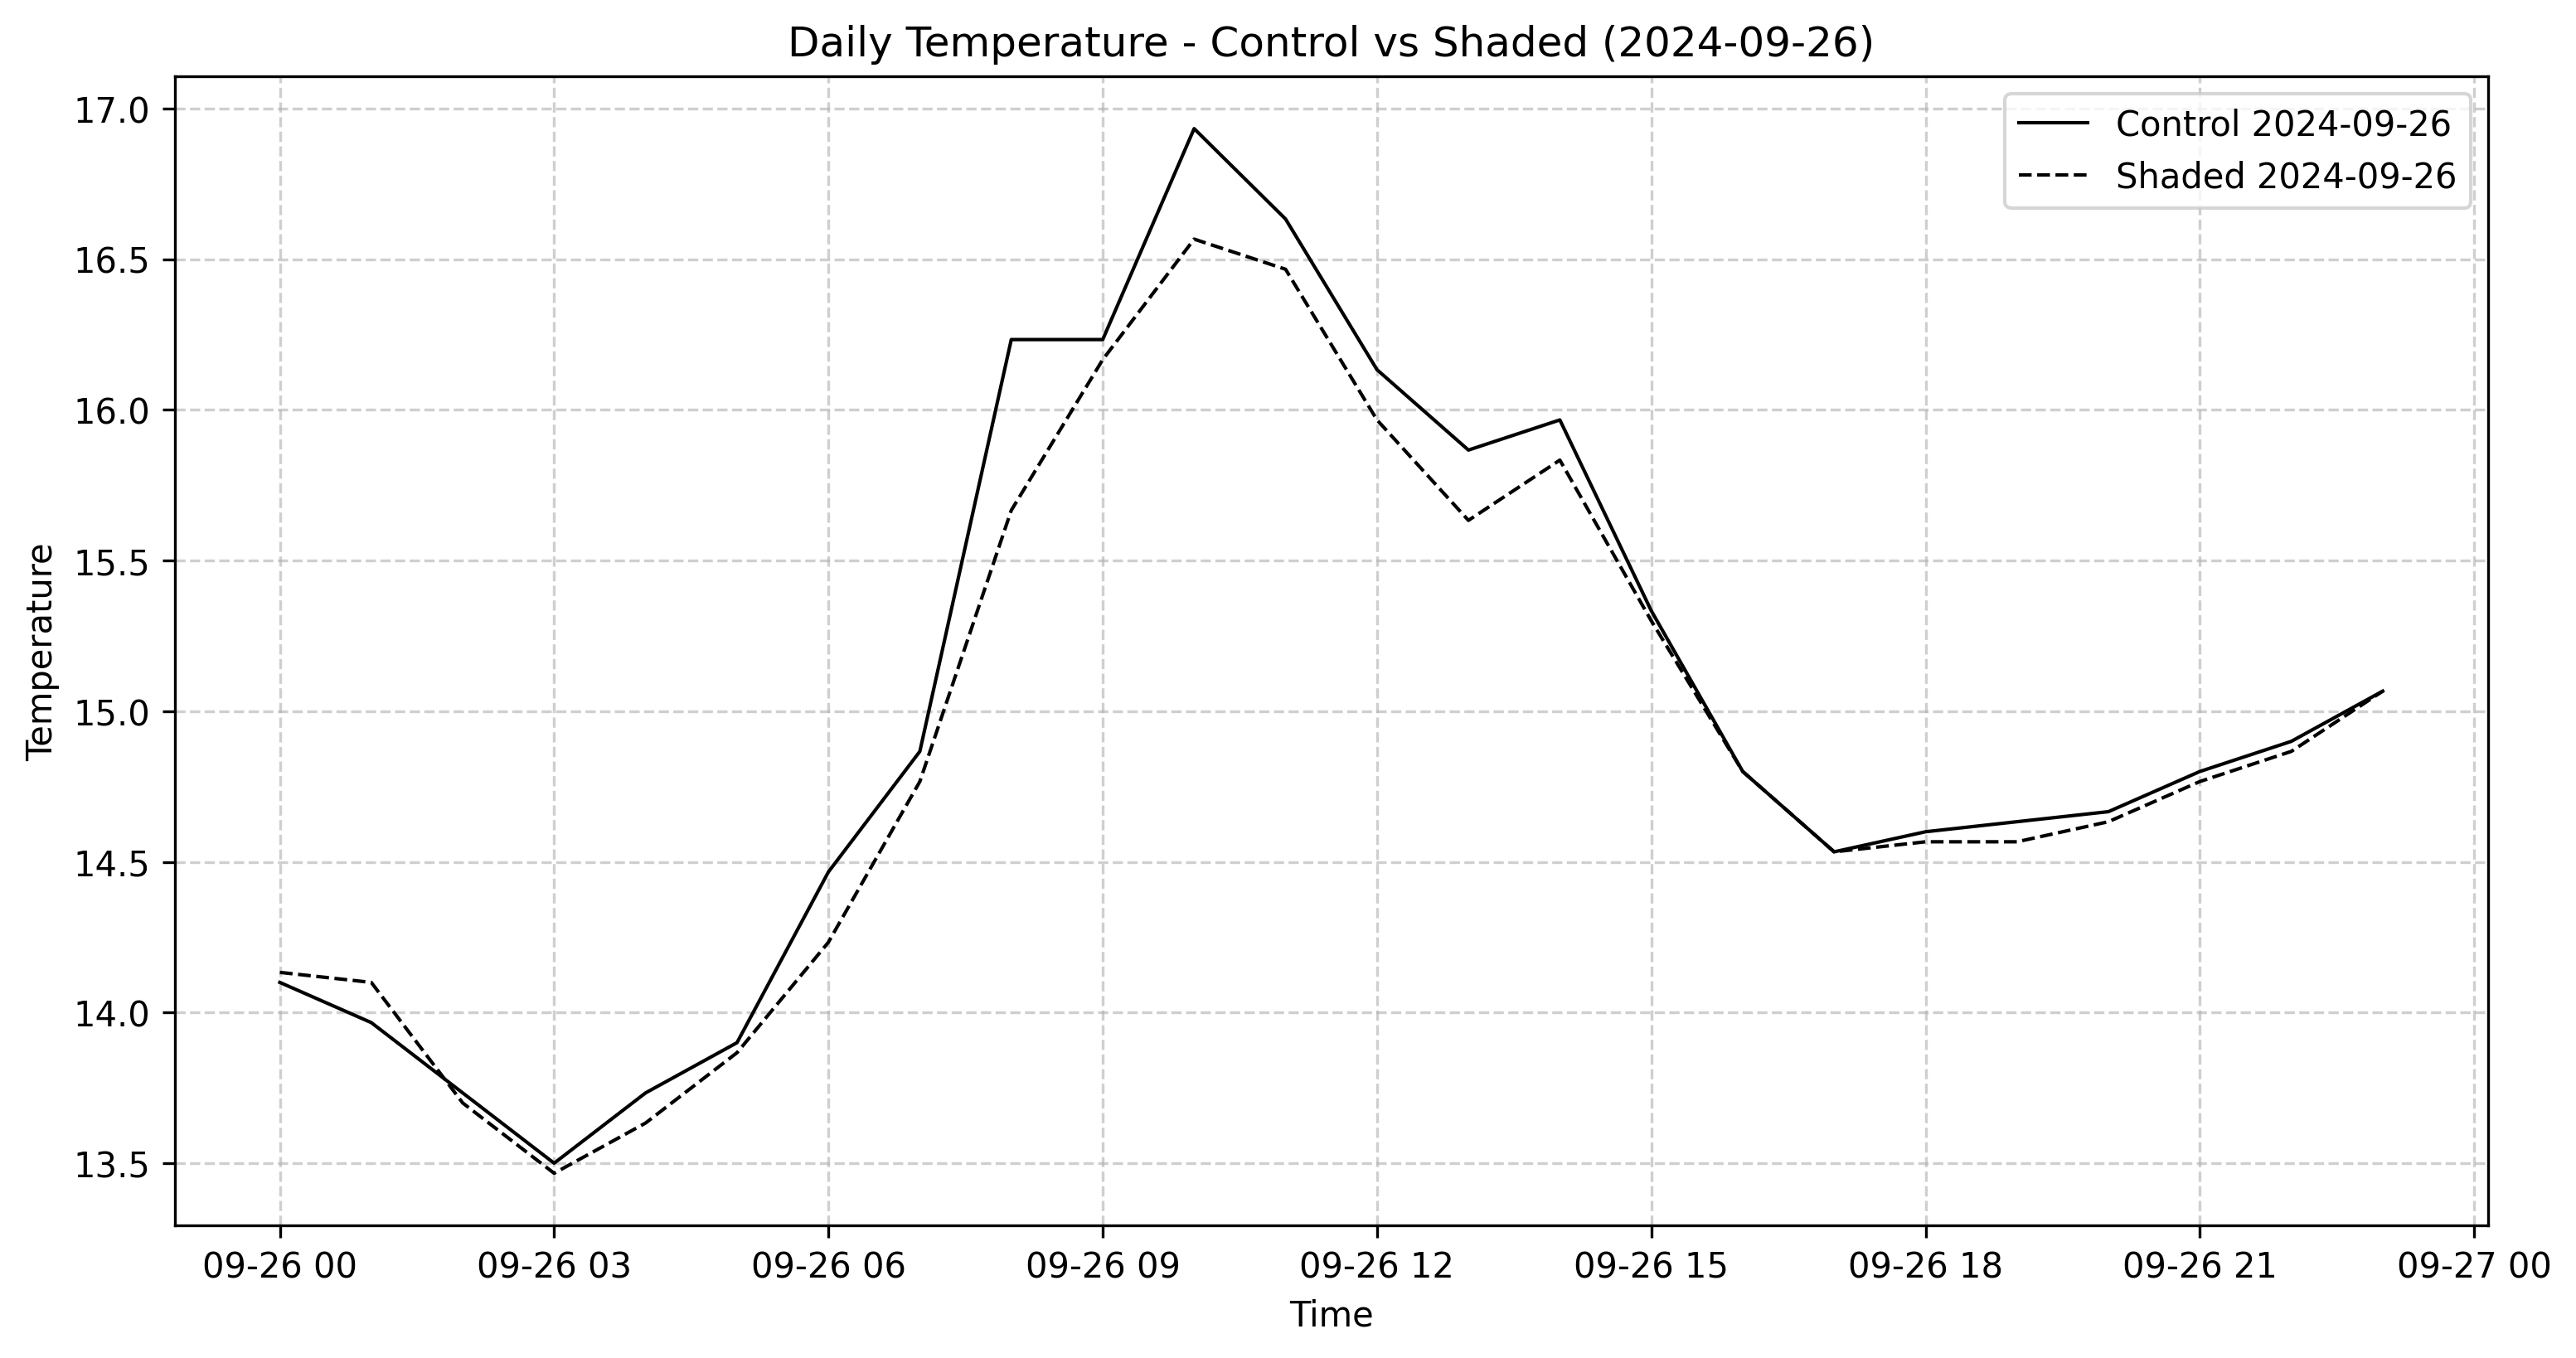 Daily Temperature - Control vs Shaded (2024-09-26)
Control 2024-09-26
Shaded 2024-09-26
Temperature
17.0
16.5
16.0
15.5
15.0
14.5
14.0
13.5
09-26 00 09-26 03 09-26 06 09-26 09 09-26 12 09-26 15 09-26 18 09-26 21 09-27 00
Time